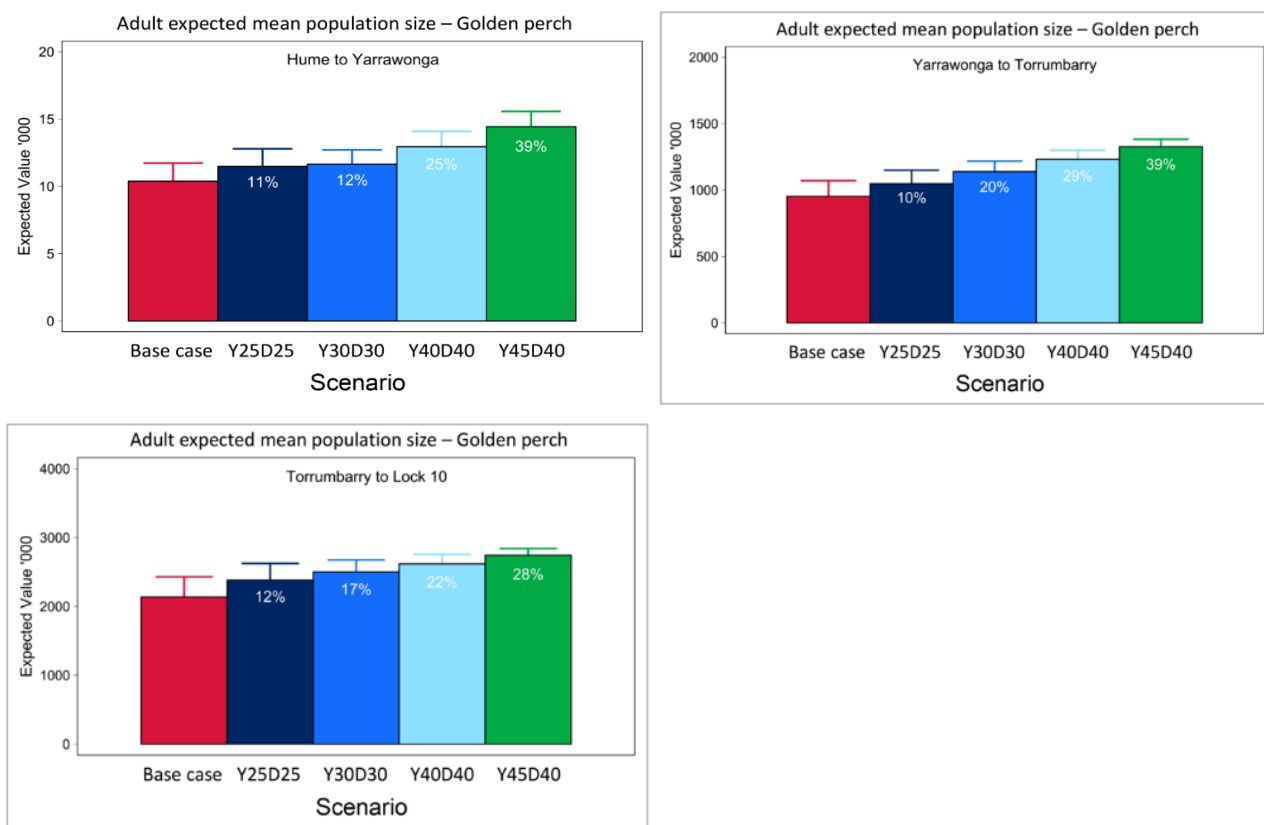 Adult expected mean population size – Golden perch
Hume to Yarrawonga
Expected Value '000
20
15
10
5
0
11%
12%
25%
39%
Base case Y25D25 Y30D30 Y40D40 Y45D40
Scenario
Adult expected mean population size – Golden perch
Yarrawonga to Torrumbarry
Expected Value '000
2000
1500
1000
500
0
10%
20%
29%
39%
Base case Y25D25 Y30D30 Y40D40 Y45D40
Scenario
Adult expected mean population size – Golden perch
Torrumbarry to Lock 10
Expected Value '000
4000
3000
2000
1000
0
12%
17%
22%
28%
Base case Y25D25 Y30D30 Y40D40 Y45D40
Scenario